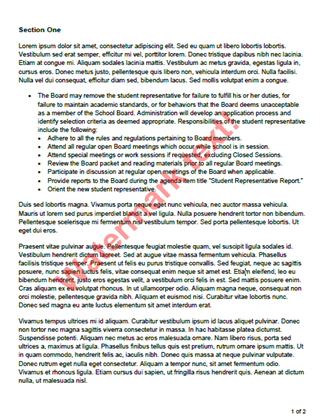 Section One
Lorem ipsum dolor sit amet, consectetur adipiscing elit. Sed eu quam ut libero lobortis lobortis.
Vestibulum sed erat semper, efficitur mi vel, porttitor lorem. Donec tristique dapibus nibh nec lacinia.
Etiam at congue mi. Aliquam sodales lacinia mattis. Vestibulum ac metus gravida, egestas ligula in,
cursus eros. Donec metus justo, pellentesque quis libero non, vehicula interdum orci. Nulla facilisi.
Nulla vel dui consequat, efficitur diam sed, bibendum lacus. Sed mollis volutpat enim a congue.
• The Board may remove the student representative for failure to fulfill his or her duties, for
failure to maintain academic standards, or for behaviors that the Board deems unacceptable
as a member of the School Board. Administration will develop an application process and
identify selection criteria as deemed appropriate. Responsibilities of the student representative
include the following:
• Adhere to all the rules and regulations pertaining to Board members.
• Attend all regular open Board meetings which occur while school is in session.
• Attend special meetings or work sessions if requested, excluding Closed Sessions.
• Review the Board packet and reading materials prior to all regular Board meetings.
• Participate in discussion at regular open meetings of the Board when applicable.
• Provide reports to the Board during the agenda item title "Student Representative Report."
• Orient the new student representative
Duis sed lobortis magna. Vivamus porta neque eget nunc vehicula, nec auctor massa vehicula.
Mauris ut lorem sed purus imperdiet blandit a vel ligula. Nulla posuere hendrerit tortor non bibendum.
Pellentesque scelerisque mi fermentum nisl vestibulum tempor. Sed porta pellentesque lobortis. Ut
eget dui eros.
Praesent vitae pulvinar augue. Pellentesque feugiat molestie quam, vel suscipit ligula sodales id.
Vestibulum hendrerit dictum laoreet. Sed at augue vitae massa fermentum vehicula. Phasellus
facilisis tristique semper. Praesent ut felis eu purus tristique convallis. Sed feugiat, neque ac sagittis
posuere, nunc sapien luctus felis, vitae consequat enim neque sit amet est. Etiam eleifend, leo eu
bibendum hendrerit, justo eros egestas velit, a vestibulum orci felis in est. Sed mattis posuere enim.
Cras aliquam ex eu volutpat rhoncus. In vel ullamcorper odio. Aliquam magna neque, consequat non
orci molestie, pellentesque gravida nibh. Aliquam et euismod nisi. Curabitur vitae lobortis nunc.
Donec sed magna eu ante luctus elementum sit amet interdum erat.
Vivamus tempus ultrices mi id aliquam. Curabitur vestibulum ipsum id lacus aliquet pulvinar. Donec
non tortor nec magna sagittis viverra consectetur in massa. In hac habitasse platea dictumst.
Suspendisse potenti. Aliquam nec metus ac eros malesuada ornare. Nam libero risus, porta sed
ultrices a, maximus at ligula. Phasellus finibus tellus quis est pretium, rutrum ornare ipsum mattis. Ut
in quam commodo, hendrerit felis ac, iaculis nibh. Donec quis massa at neque pulvinar vulputate.
Donec rutrum eget nulla eget consectetur. Aliquam a tempor nunc, sit amet fermentum odio.
Vivamus et rhoncus ligula. Etiam cursus dui sapien, ut fringilla risus hendrerit quis. Aenean at dictum
nulla, ut malesuada nisl.
1 of 2